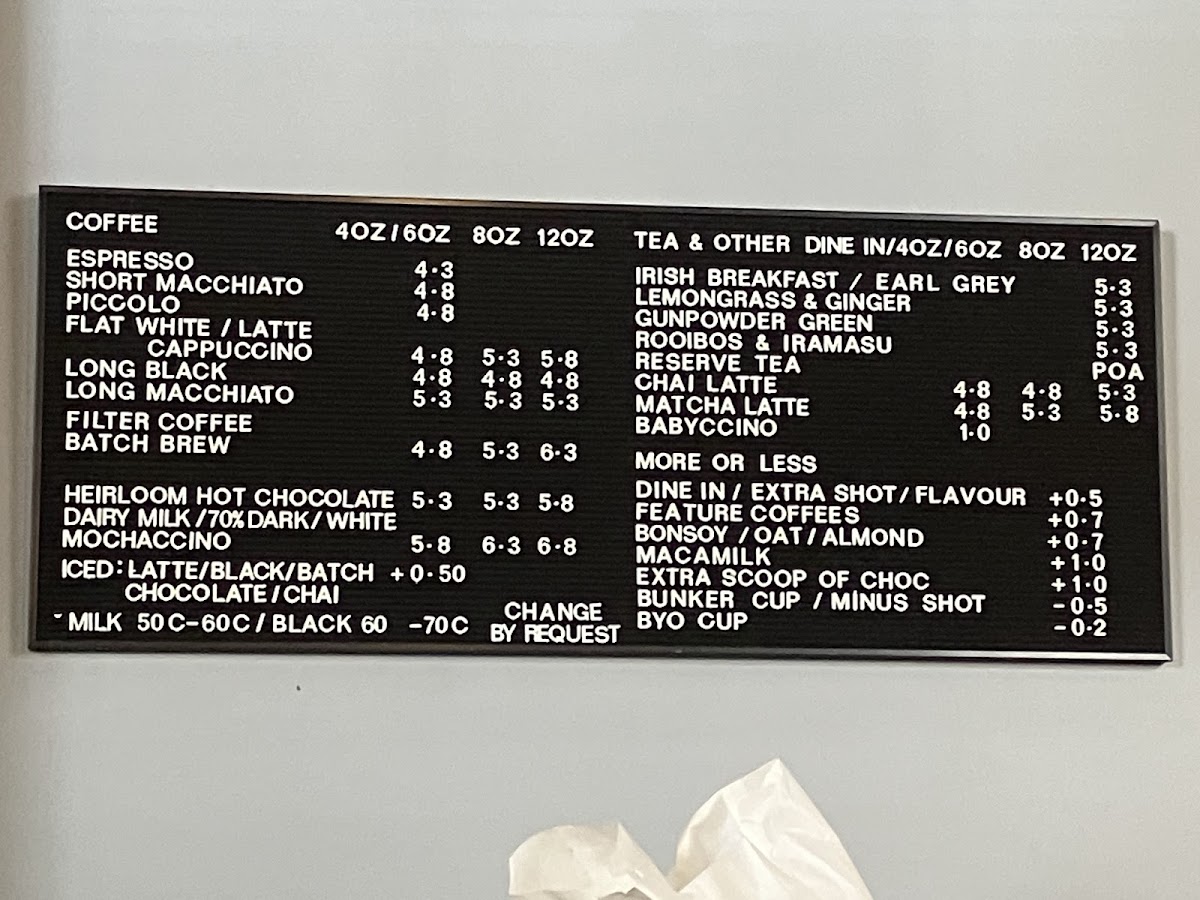 COFFEE 4OZ/6OZ 8OZ 12OZ
ESPRESSO 4·3
SHORT MACCHIATO 4·8
PICCOLO 4·8
FLAT WHITE / LATTE
CAPPUCCINO 4·8 5·3 5·8
LONG BLACK 4·8 4·8 4·8
LONG MACCHIATO 5·3 5·3 5·3
FILTER COFFEE
BATCH BREW 4·8 5·3 6·3
HEIRLOOM HOT CHOCOLATE 5·3 5·3 5·8
DAIRY MILK/70% DARK/WHITE
MOCHACCINO 5·8 6·3 6·8
ICED: LATTE/BLACK/BATCH +0·50
CHOCOLATE/CHAI
-MILK 50C-60C/BLACK 60 -70C CHANGE
BY REQUEST
TEA & OTHER DINE IN/4OZ/6OZ 8OZ 12OZ
IRISH BREAKFAST / EARL GREY 5·3
LEMONGRASS & GINGER 5·3
GUNPOWDER GREEN 5·3
ROOIBOS & IRAMASU 5·3
RESERVE TEA POA
CHAI LATTE 4·8 4·8 5·3
MATCHA LATTE 4·8 5·3 5·8
BABYCCINO 1·0
MORE OR LESS
DINE IN/ EXTRA SHOT/FLAVOUR +0·5
FEATURE COFFEES +0·7
BONSOY/OAT/ALMOND +0·7
MACAMILK +1·0
EXTRA SCOOP OF CHOC +1·0
BUNKER CUP / MINUS SHOT -0·5
BYO CUP -0·2